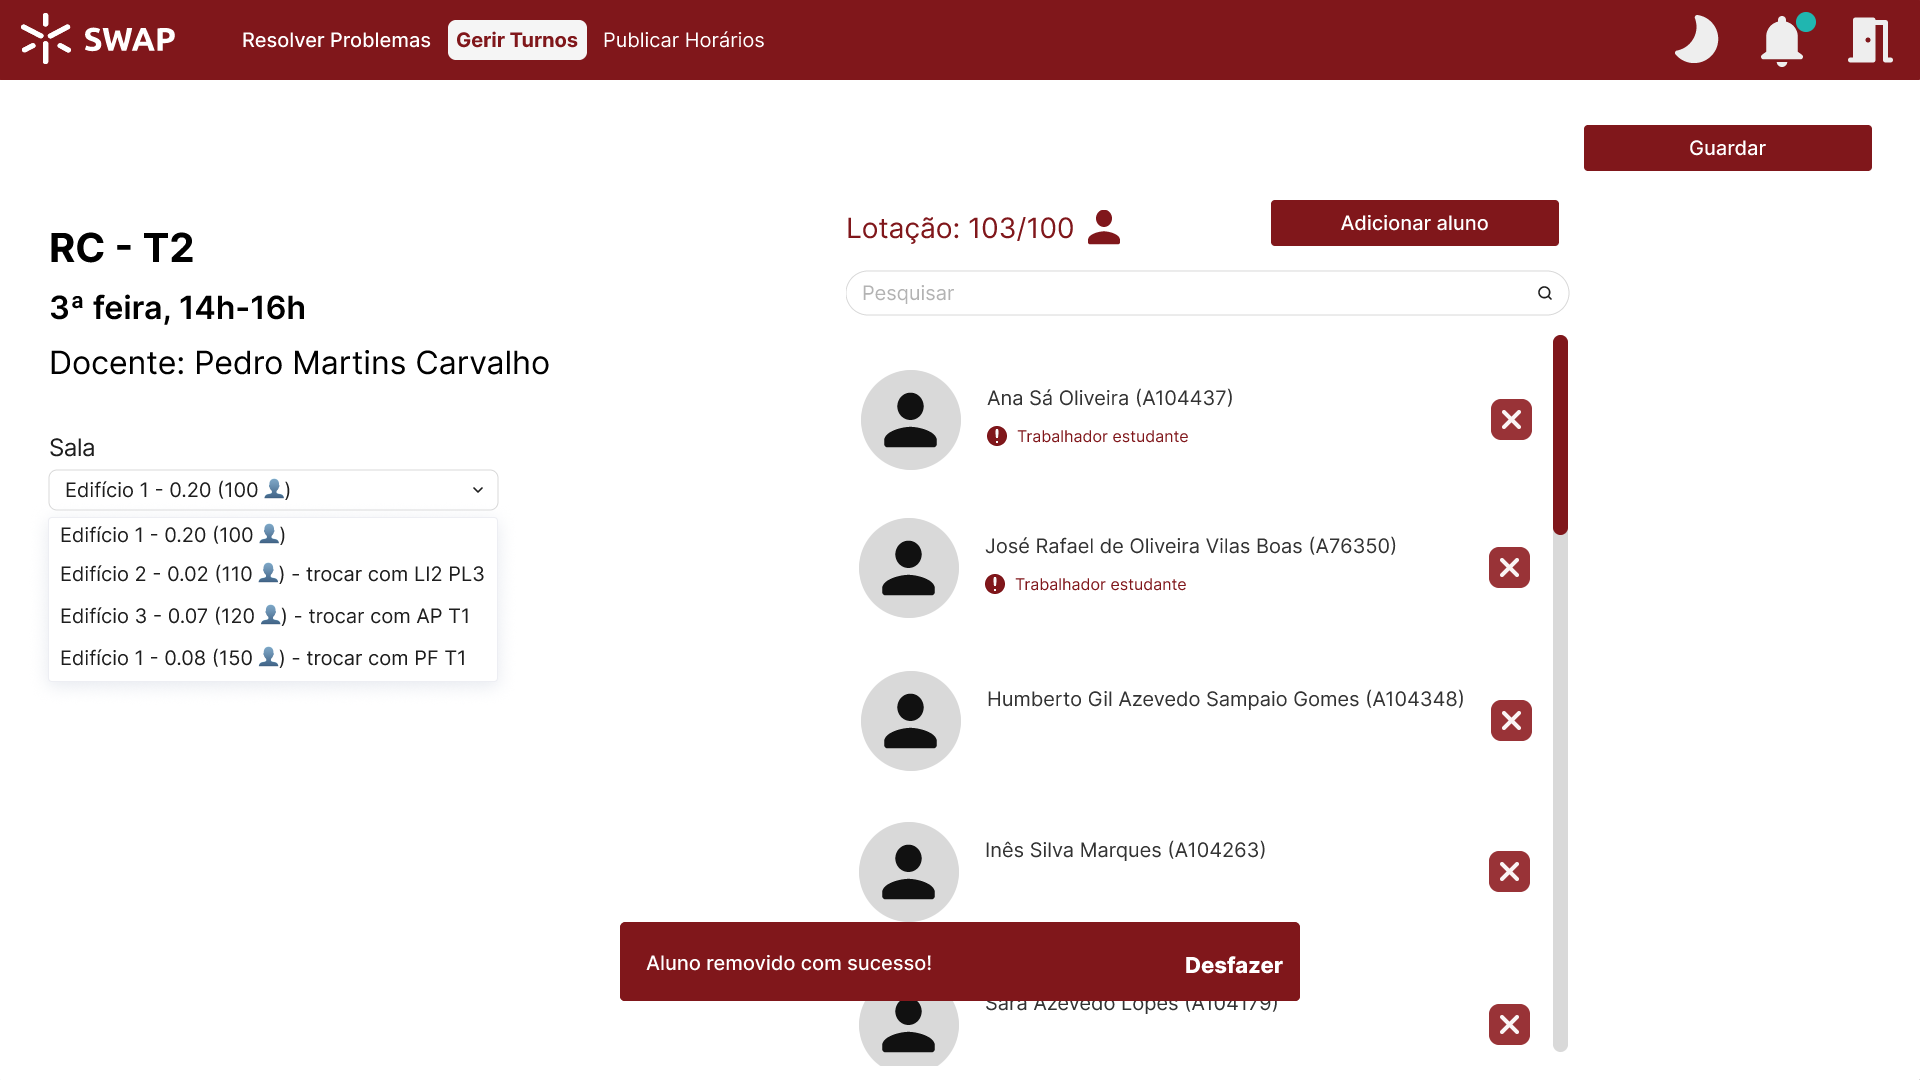 SWAP
Resolver Problemas
Gerir Turnos
Publicar Horários
Guardar
RC - T2
3ª feira, 14h-16h
Docente: Pedro Martins Carvalho
Sala
Edifício 1 - 0.20 (100 👤)
Edifício 1 - 0.20 (100 👤)
Edifício 2 - 0.02 (110 👤) - trocar com LI2 PL3
Edifício 3 - 0.07 (120 👤) - trocar com AP T1
Edifício 1 - 0.08 (150 👤) - trocar com PF T1
Lotação: 103/100
Adicionar aluno
Pesquisar
Ana Sá Oliveira (A104437)
Trabalhador estudante
José Rafael de Oliveira Vilas Boas (A76350)
Trabalhador estudante
Humberto Gil Azevedo Sampaio Gomes (A104348)
Inês Silva Marques (A104263)
Aluno removido com sucesso!
Desfazer
Sara Azevedo Lopes (A104179)